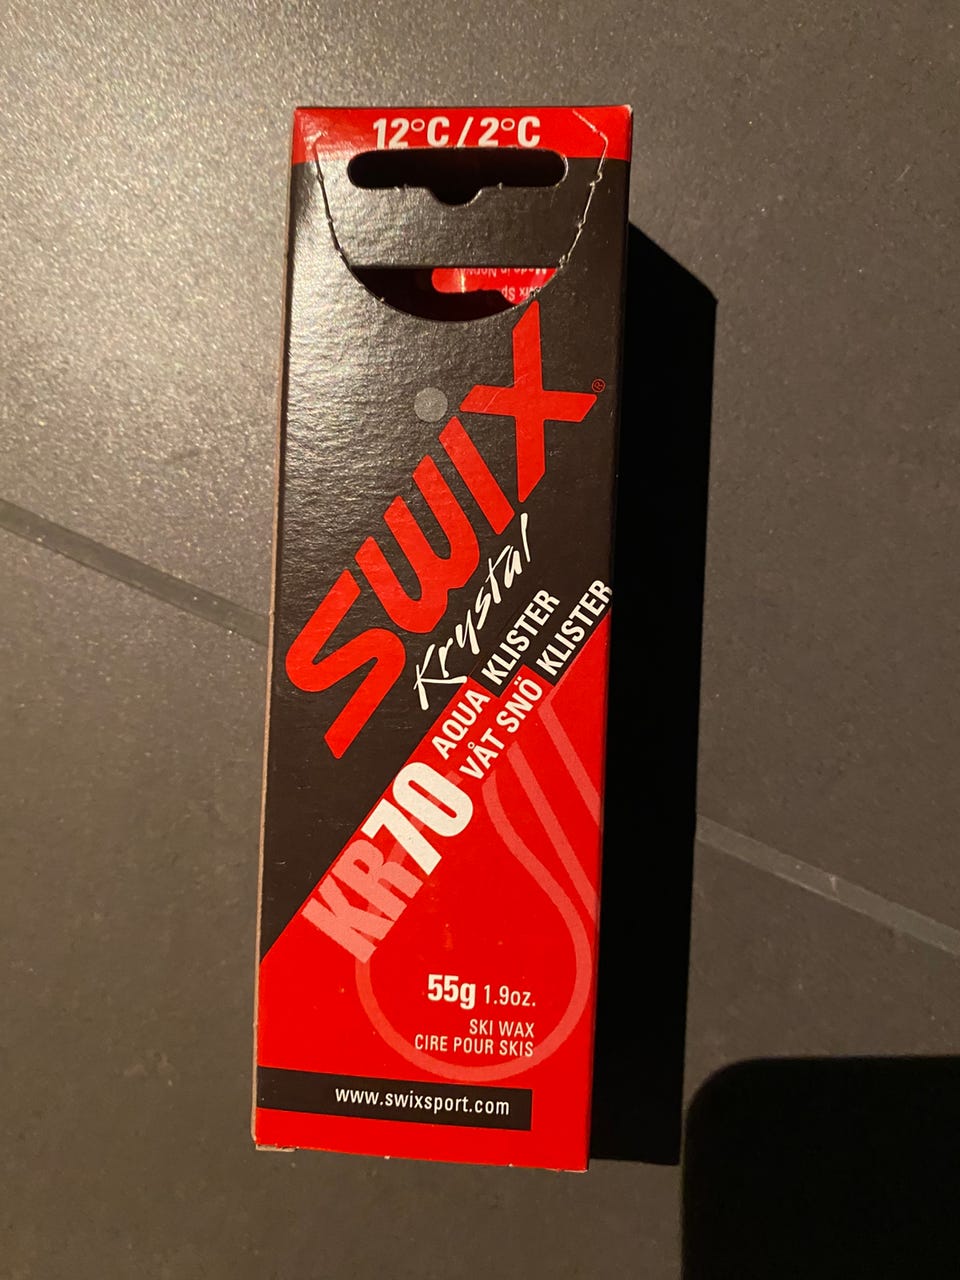 12°C / 2°C
SWIX®
Krystal
KR70 AQUA KLISTER
VÅT SNÖ KLISTER
55g 1.9oz.
SKI WAX
CIRE POUR SKIS
www.swixsport.com